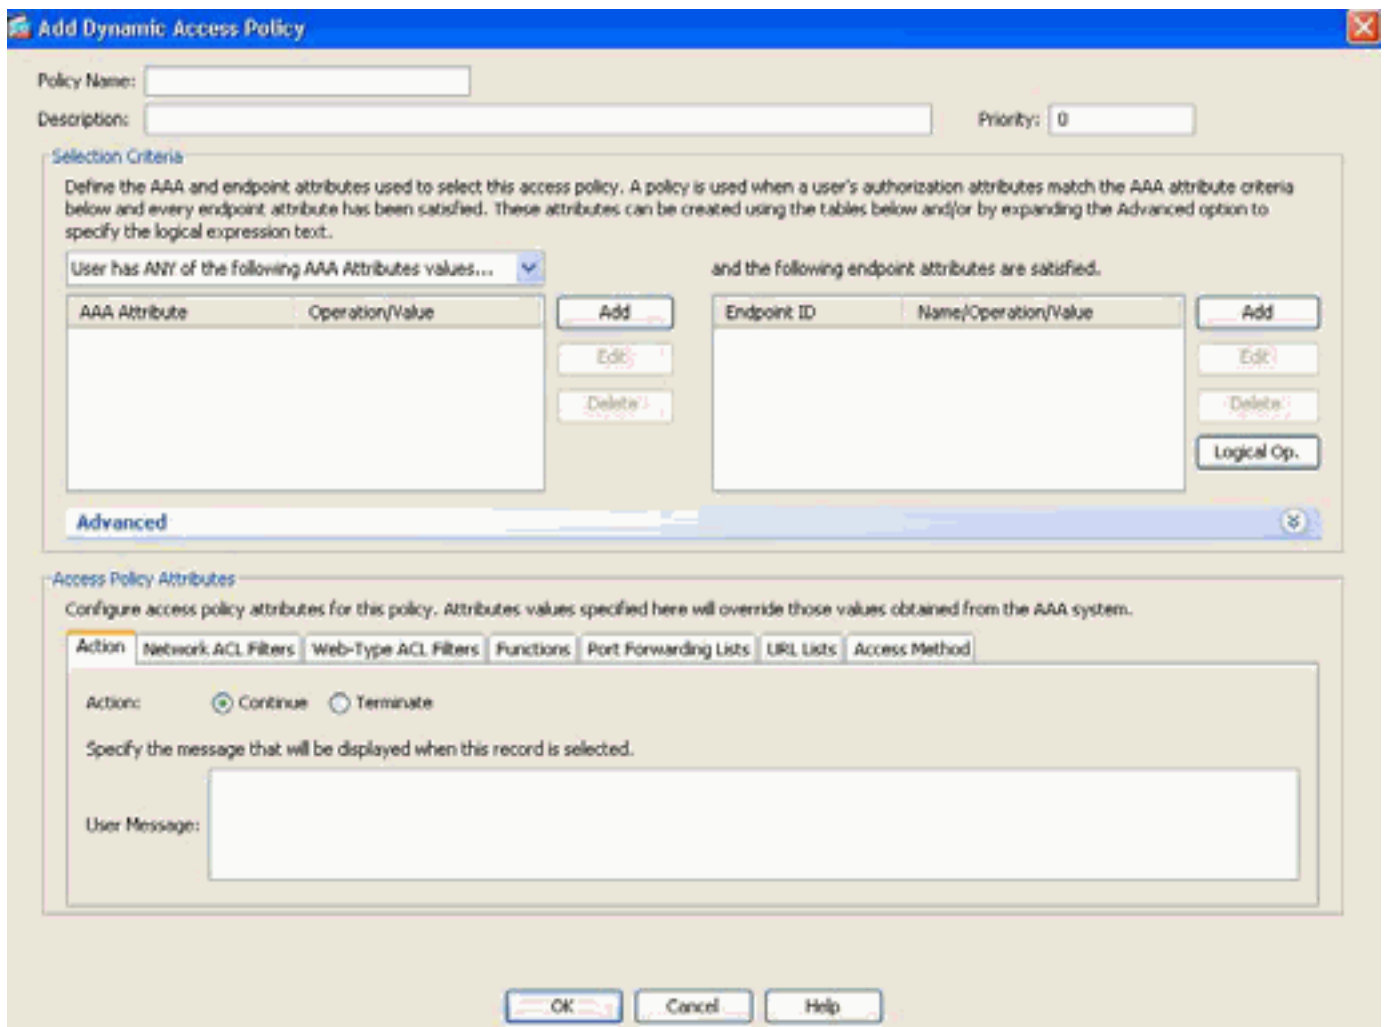 Add Dynamic Access Policy
Policy Name:
Description:
Priority: 0
Selection Criteria
Define the AAA and endpoint attributes used to select this access policy. A policy is used when a user's authorization attributes match the AAA attribute criteria
below and every endpoint attribute has been satisfied. These attributes can be created using the tables below and/or by expanding the Advanced option to
specify the logical expression text.
User has ANY of the following AAA Attributes values...
and the following endpoint attributes are satisfied.
AAA Attribute Operation/Value
Add
Edit
Delete
Endpoint ID Name/Operation/Value
Add
Edit
Delete
Logical Op.
Advanced
Access Policy Attributes
Configure access policy attributes for this policy. Attributes values specified here will override those values obtained from the AAA system.
Action Network ACL Filters Web-Type ACL Filters Functions Port Forwarding Lists URL Lists Access Method
Action: Continue Terminate
Specify the message that will be displayed when this record is selected.
User Message:
OK Cancel Help